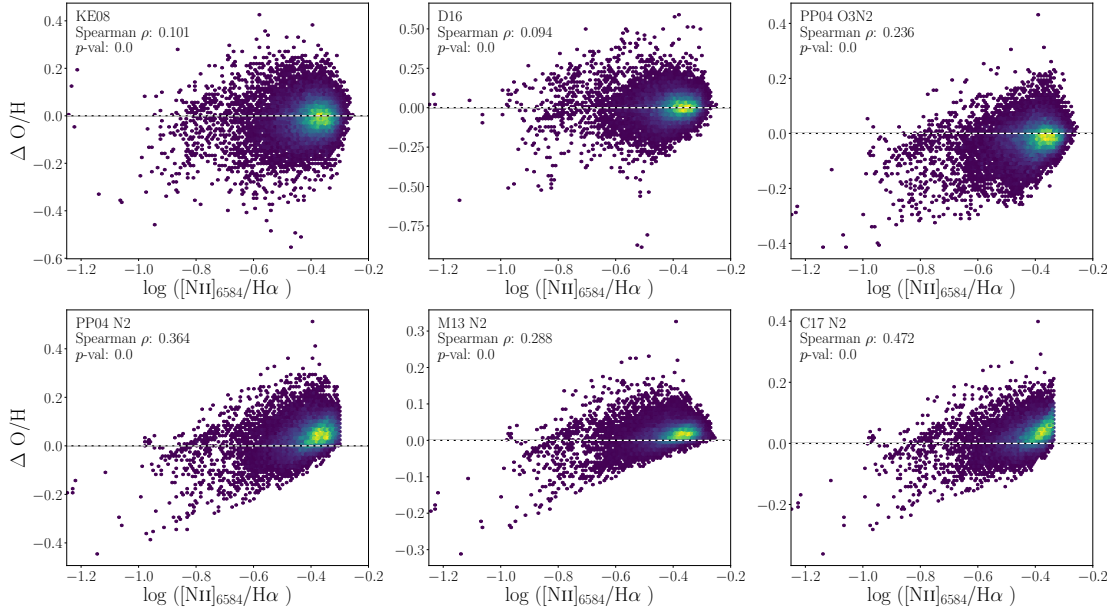 KE08
Spearman ρ: 0.101
p-val: 0.0
0.4
0.2
0.0
−0.2
−0.4
−0.6
Δ O/H
−1.2 −1.0 −0.8 −0.6 −0.4 −0.2
log ([NII]6584/Hα )
D16
Spearman ρ: 0.094
p-val: 0.0
0.50
0.25
0.00
−0.25
−0.50
−0.75
−1.2 −1.0 −0.8 −0.6 −0.4 −0.2
log ([NII]6584/Hα )
PP04 O3N2
Spearman ρ: 0.236
p-val: 0.0
0.4
0.2
0.0
−0.2
−0.4
−1.2 −1.0 −0.8 −0.6 −0.4 −0.2
log ([NII]6584/Hα )
PP04 N2
Spearman ρ: 0.364
p-val: 0.0
0.4
0.2
0.0
−0.2
−0.4
Δ O/H
−1.2 −1.0 −0.8 −0.6 −0.4 −0.2
log ([NII]6584/Hα )
M13 N2
Spearman ρ: 0.288
p-val: 0.0
0.3
0.2
0.1
0.0
−0.1
−0.2
−0.3
−1.2 −1.0 −0.8 −0.6 −0.4 −0.2
log ([NII]6584/Hα )
C17 N2
Spearman ρ: 0.472
p-val: 0.0
0.4
0.2
0.0
−0.2
−1.2 −1.0 −0.8 −0.6 −0.4 −0.2
log ([NII]6584/Hα )